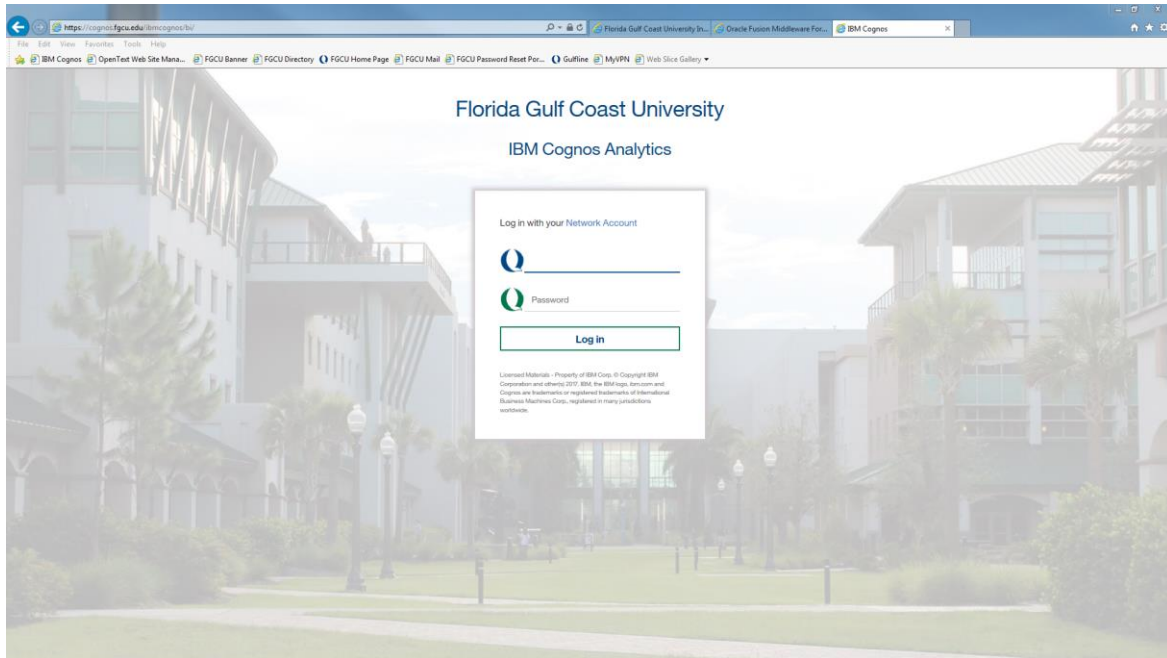 https://cognos.fgcu.edu/ibmcognos/bi/
Florida Gulf Coast University In...
Oracle Fusion Middleware For...
IBM Cognos
File Edit View Favorites Tools Help
IBM Cognos OpenText Web Site Mana... FGCU Banner FGCU Directory FGCU Home Page FGCU Mail FGCU Password Reset Por... Gulfline MyVPN Web Slice Gallery
Florida Gulf Coast University
IBM Cognos Analytics
Log in with your Network Account
Password
Log in
Licensed Materials - Property of IBM Corp. © Copyright IBM
Corporation and other(s) 2017. IBM, the IBM logo, ibm.com and
Cognos are trademarks or registered trademarks of International
Business Machines Corp., registered in many jurisdictions
worldwide.